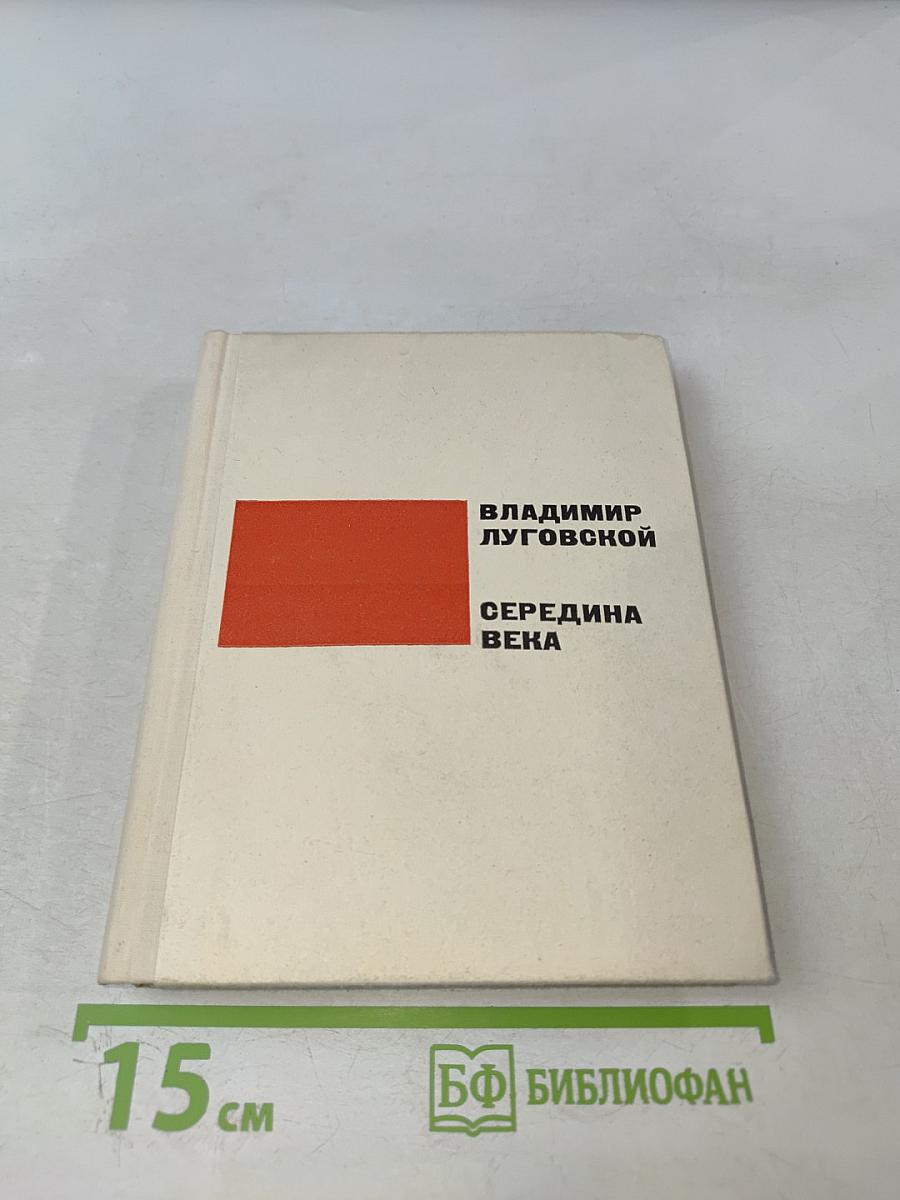 ВЛАДИМИР
ЛУГОВСКОЙ
СЕРЕДИНА
ВЕКА
15 см
БФ БИБЛИОФАН